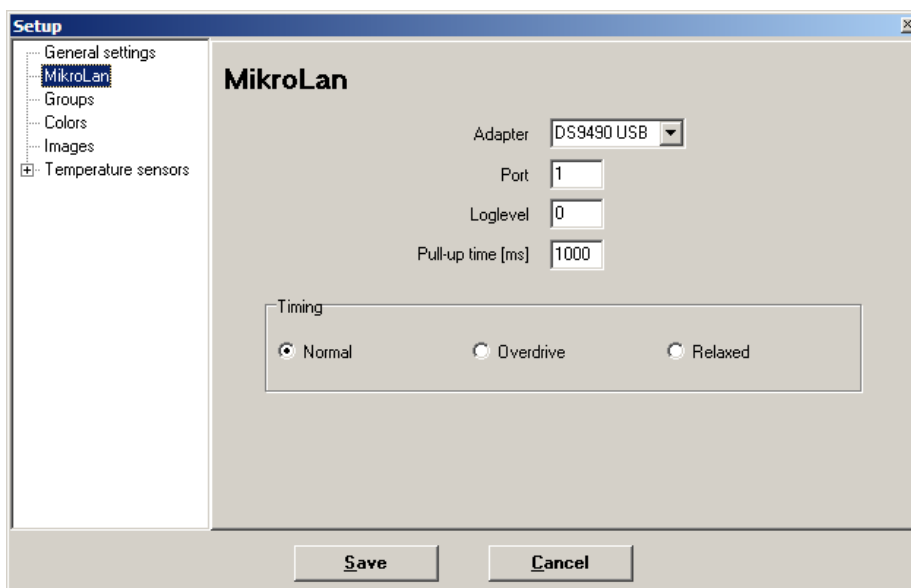 Setup
General settings
MikroLan
Groups
Colors
Images
Temperature sensors
MikroLan
Adapter DS9490 USB
Port 1
Loglevel 0
Pull-up time [ms] 1000
Timing
Normal Overdrive Relaxed
Save Cancel